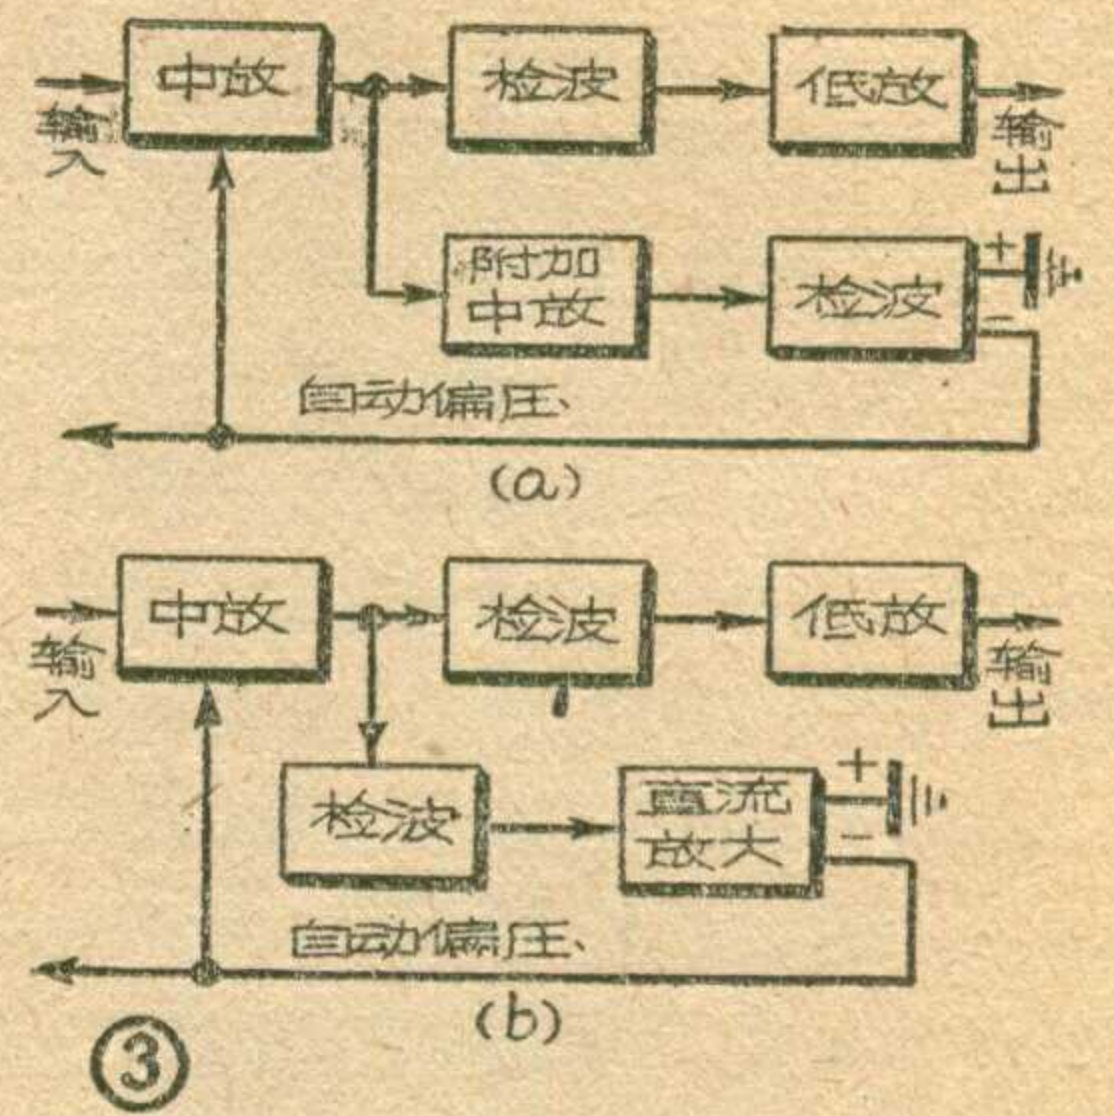 中放
检波
低放
输入
输出
附加
中放
检波
+
-
自动偏压
(a)
中放
检波
低放
输入
输出
检波
直流
放大
+
-
自动偏压
(b)
③